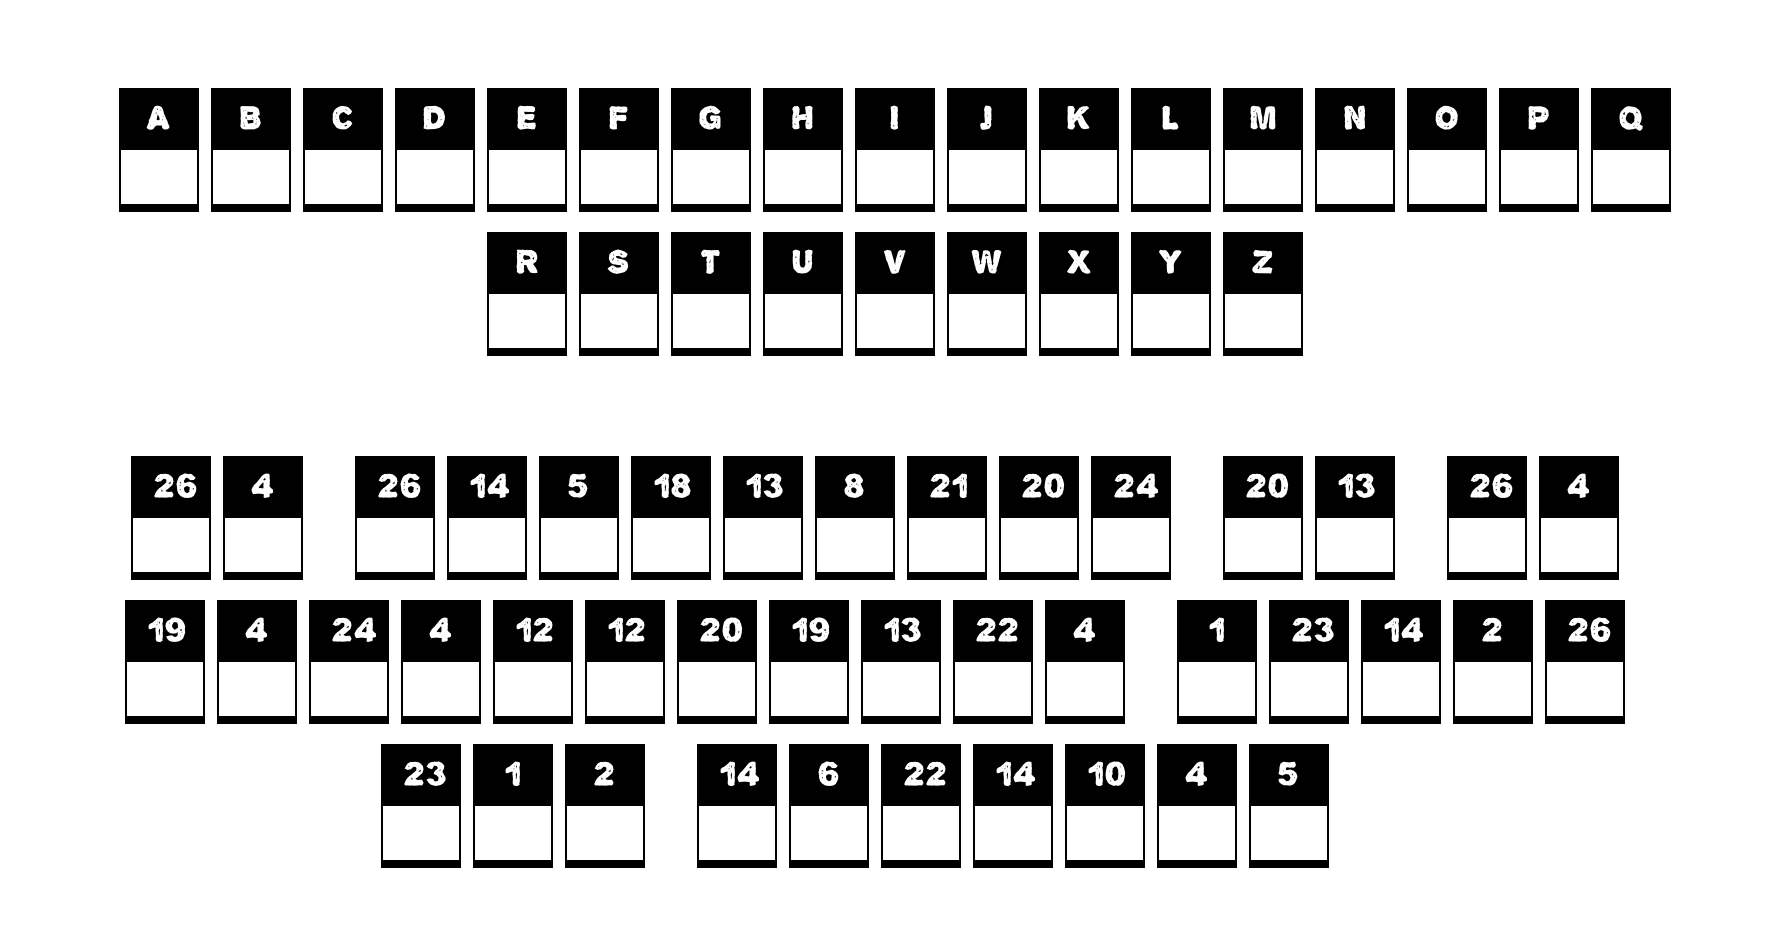 A B C D E F G H I J K L M N O P Q
R S T U V W X Y Z
26 4 26 14 5 18 13 8 21 20 24 20 13 26 4
19 4 24 4 12 12 20 19 13 22 4 1 23 14 2 26
23 1 2 14 6 22 14 10 4 5